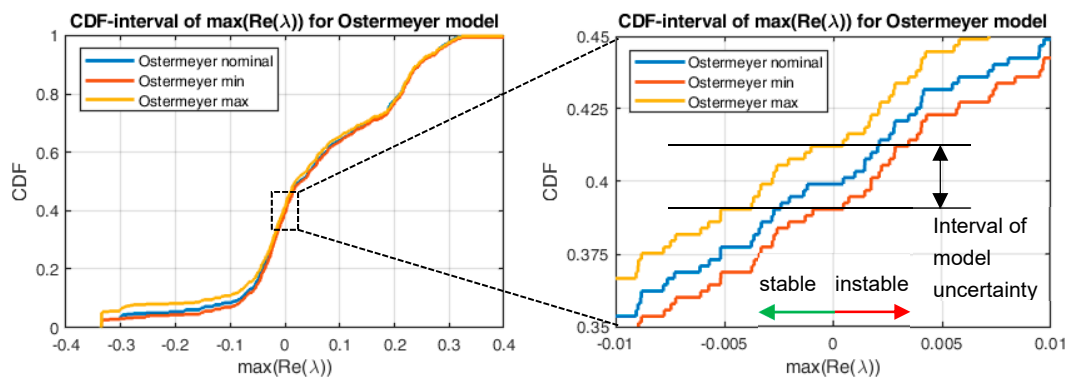 CDF-interval of max(Re(λ)) for Ostermeyer model
CDF
1
0.8
0.6
0.4
0.2
0
Ostermeyer nominal
Ostermeyer min
Ostermeyer max
-0.4
-0.3
-0.2
-0.1
0
0.1
0.2
0.3
0.4
max(Re(λ))
CDF-interval of max(Re(λ)) for Ostermeyer model
CDF
0.45
0.425
0.4
0.375
0.35
Ostermeyer nominal
Ostermeyer min
Ostermeyer max
Interval of
model
uncertainty
stable
instable
-0.01
-0.005
0
0.005
0.01
max(Re(λ))